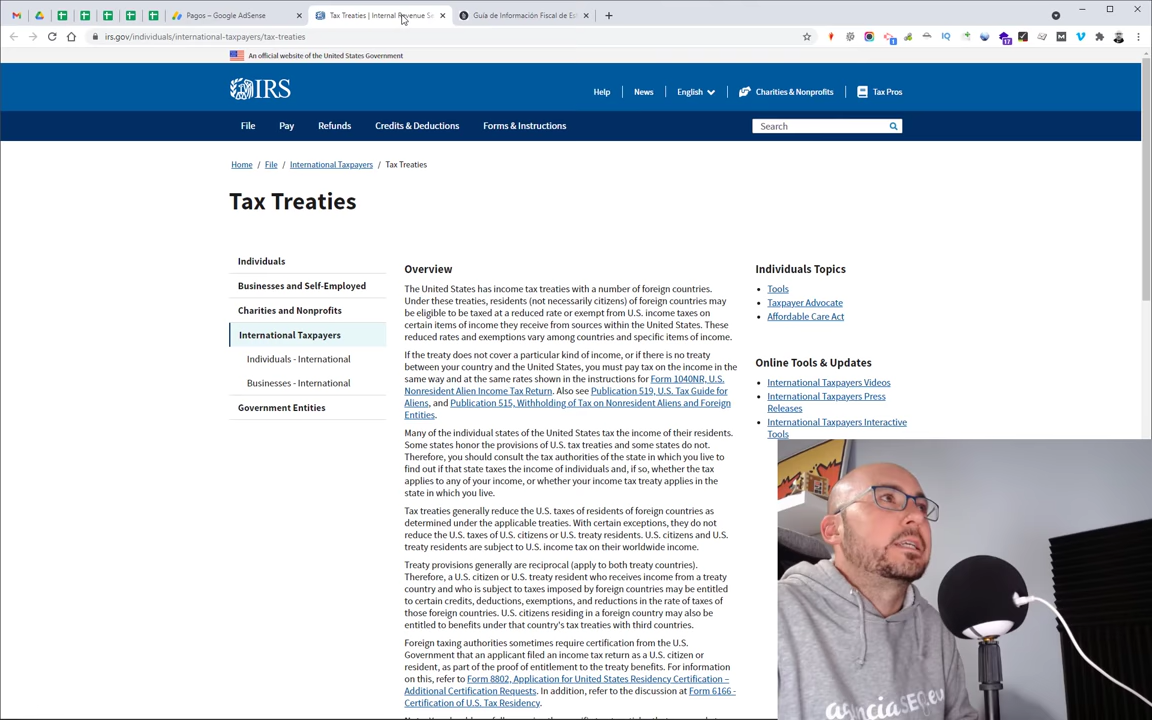 Pagos – Google AdSense
Tax Treaties | Internal Revenue Se
Guía de Información Fiscal de Est
irs.gov/individuals/international-taxpayers/tax-treaties
IQ
1
17
M
An official website of the United States Government
IRS
Help
News
English
Charities & Nonprofits
Tax Pros
File
Pay
Refunds
Credits & Deductions
Forms & Instructions
Search
Home / File / International Taxpayers / Tax Treaties
Tax Treaties
Individuals
Businesses and Self-Employed
Charities and Nonprofits
International Taxpayers
Individuals - International
Businesses - International
Government Entities
Overview
The United States has income tax treaties with a number of foreign countries.
Under these treaties, residents (not necessarily citizens) of foreign countries may
be eligible to be taxed at a reduced rate or exempt from U.S. income taxes on
certain items of income they receive from sources within the United States. These
reduced rates and exemptions vary among countries and specific items of income.
If the treaty does not cover a particular kind of income, or if there is no treaty
between your country and the United States, you must pay tax on the income in the
same way and at the same rates shown in the instructions for Form 1040NR, U.S.
Nonresident Alien Income Tax Return. Also see Publication 519, U.S. Tax Guide for
Aliens, and Publication 515, Withholding of Tax on Nonresident Aliens and Foreign
Entities.
Many of the individual states of the United States tax the income of their residents.
Some states honor the provisions of U.S. tax treaties and some states do not.
Therefore, you should consult the tax authorities of the state in which you live to
find out if that state taxes the income of individuals and, if so, whether the tax
applies to any of your income, or whether your income tax treaty applies in the
state in which you live.
Tax treaties generally reduce the U.S. taxes of residents of foreign countries as
determined under the applicable treaties. With certain exceptions, they do not
reduce the U.S. taxes of U.S. citizens or U.S. treaty residents. U.S. citizens and U.S.
treaty residents are subject to U.S. income tax on their worldwide income.
Treaty provisions generally are reciprocal (apply to both treaty countries).
Therefore, a U.S. citizen or U.S. treaty resident who receives income from a treaty
country and who is subject to taxes imposed by foreign countries may be entitled
to certain credits, deductions, exemptions, and reductions in the rate of taxes of
those foreign countries. U.S. citizens residing in a foreign country may also be
entitled to benefits under that country's tax treaties with third countries.
Foreign taxing authorities sometimes require certification from the U.S.
Government that an applicant filed an income tax return as a U.S. citizen or
resident, as part of the proof of entitlement to the treaty benefits. For information
on this, refer to Form 8802, Application for United States Residency Certification –
Additional Certification Requests. In addition, refer to the discussion at Form 6166 -
Certification of U.S. Tax Residency.
Individuals Topics
Tools
Taxpayer Advocate
Affordable Care Act
Online Tools & Updates
International Taxpayers Videos
International Taxpayers Press
Releases
International Taxpayers Interactive
Tools